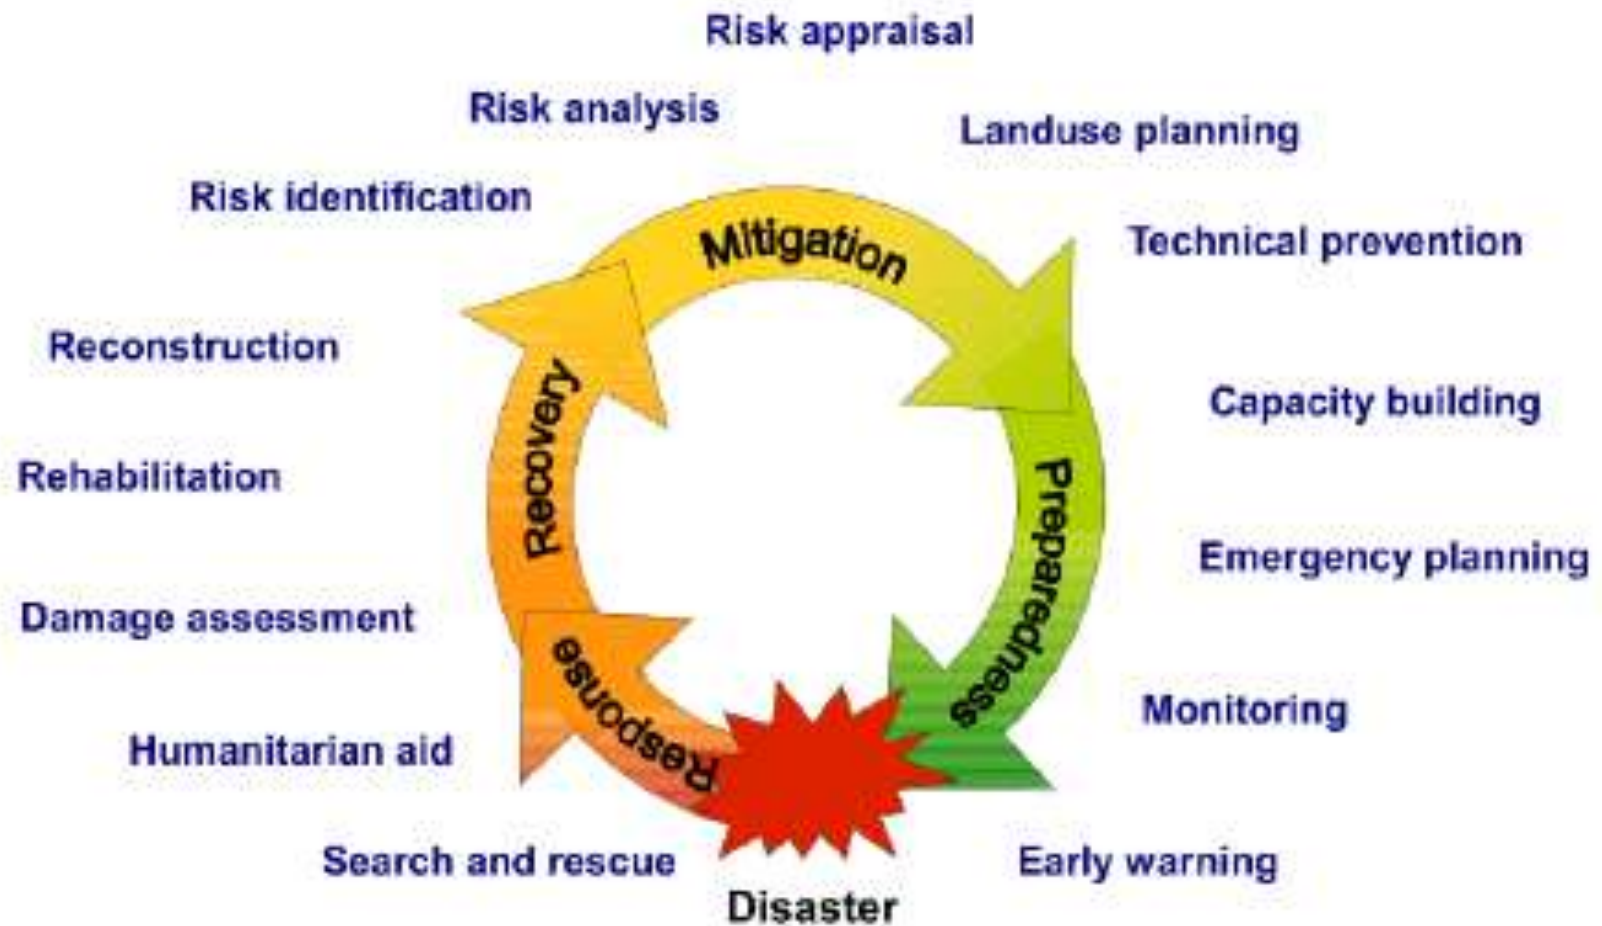 Risk appraisal
Risk analysis
Landuse planning
Risk identification
Mitigation
Technical prevention
Reconstruction
Recovery
Capacity building
Rehabilitation
Preparedness
Emergency planning
Damage assessment
Response
Monitoring
Humanitarian aid
Search and rescue
Early warning
Disaster